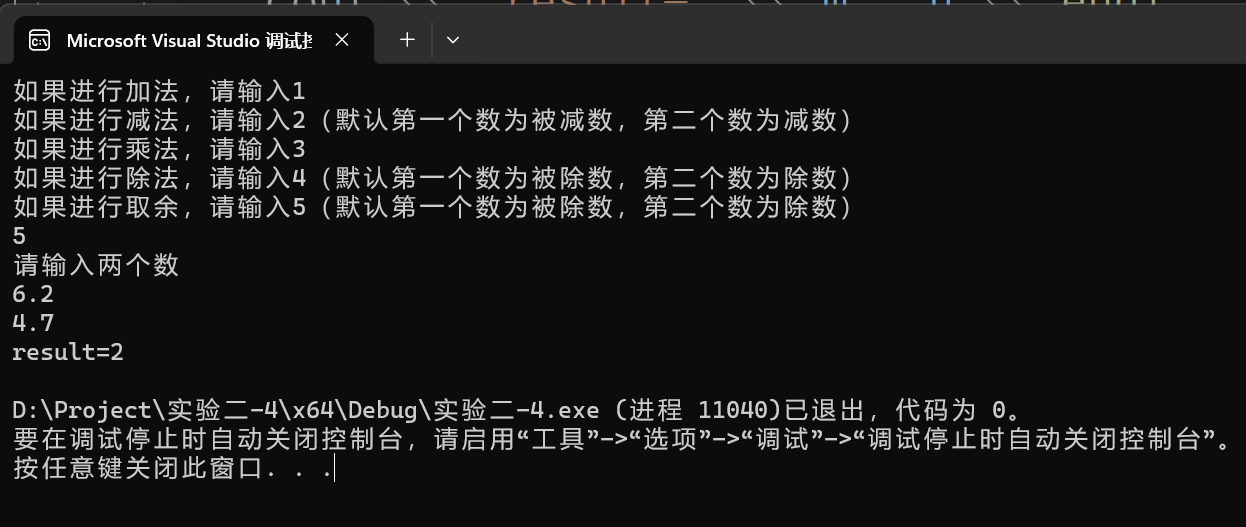 Microsoft Visual Studio 调试
如果进行加法，请输入1
如果进行减法，请输入2（默认第一个数为被减数，第二个数为减数）
如果进行乘法，请输入3
如果进行除法，请输入4（默认第一个数为被除数，第二个数为除数）
如果进行取余，请输入5（默认第一个数为被除数，第二个数为除数）
5
请输入两个数
6.2
4.7
result=2
D:\Project\实验二-4\x64\Debug\实验二-4.exe (进程 11040)已退出，代码为 0。
要在调试停止时自动关闭控制台，请启用“工具”->“选项”->“调试”->“调试停止时自动关闭控制台”。
按任意键关闭此窗口. . .